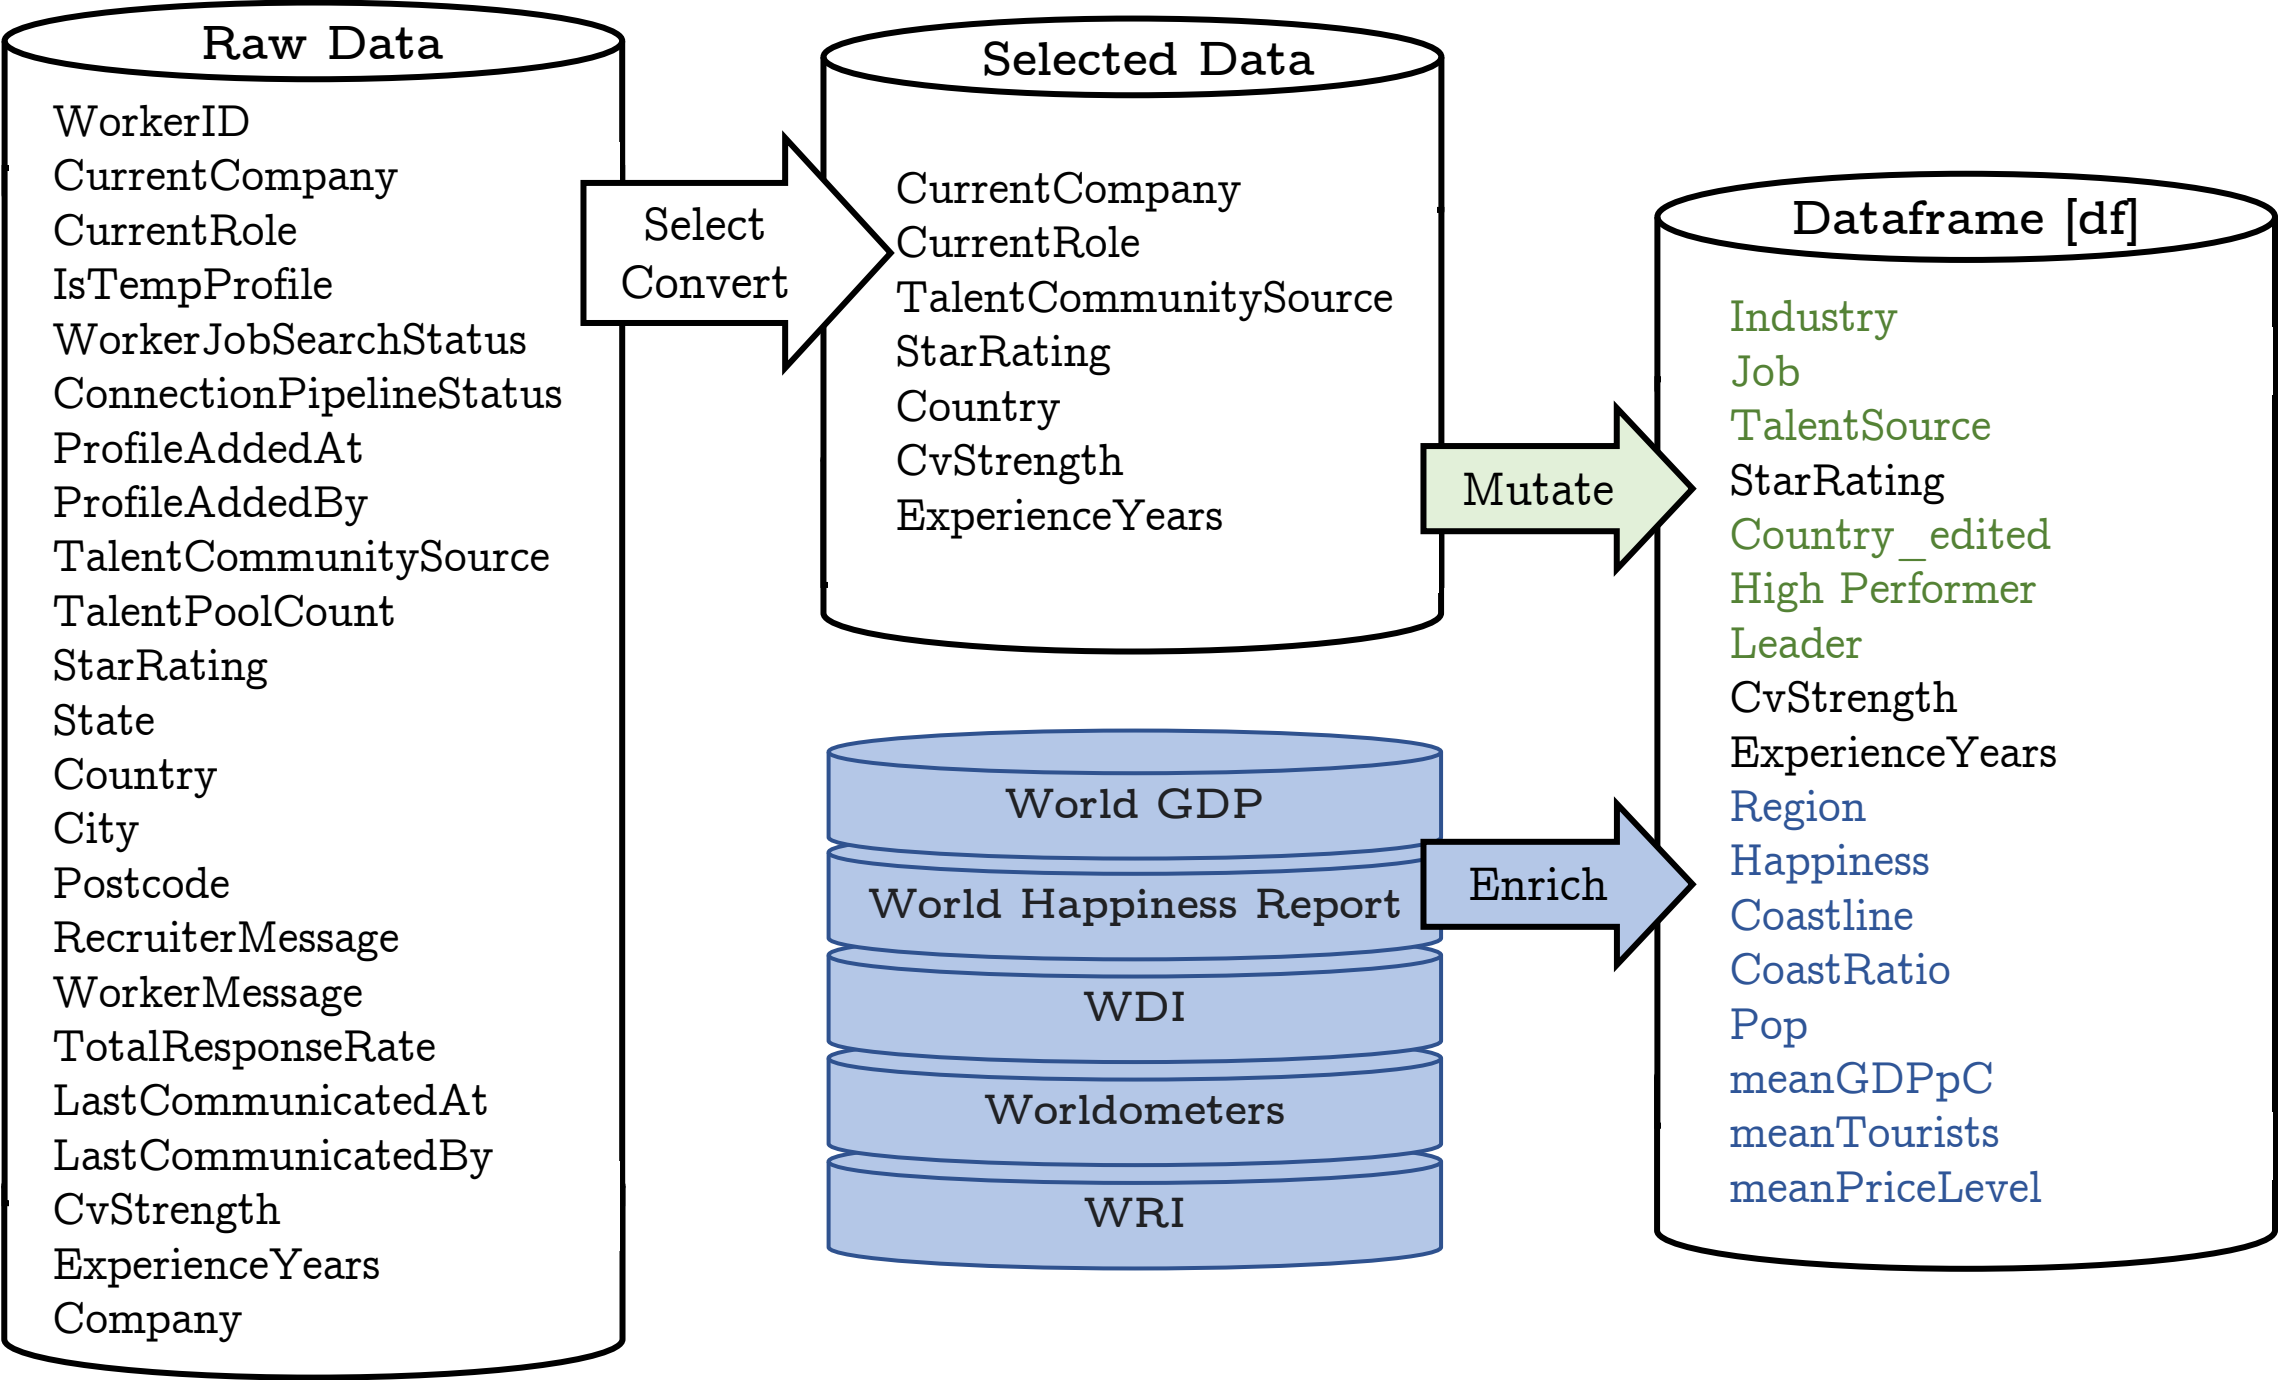 Raw Data
WorkerID
CurrentCompany
CurrentRole
IsTempProfile
WorkerJobSearchStatus
ConnectionPipelineStatus
ProfileAddedAt
ProfileAddedBy
TalentCommunitySource
TalentPoolCount
StarRating
State
Country
City
Postcode
RecruiterMessage
WorkerMessage
TotalResponseRate
LastCommunicatedAt
LastCommunicatedBy
CvStrength
ExperienceYears
Company
Select
Convert
Selected Data
CurrentCompany
CurrentRole
TalentCommunitySource
StarRating
Country
CvStrength
ExperienceYears
Mutate
World GDP
World Happiness Report
WDI
Worldometers
WRI
Enrich
Dataframe [df]
Industry
Job
TalentSource
StarRating
Country_edited
High Performer
Leader
CvStrength
ExperienceYears
Region
Happiness
Coastline
CoastRatio
Pop
meanGDPpC
meanTourists
meanPriceLevel